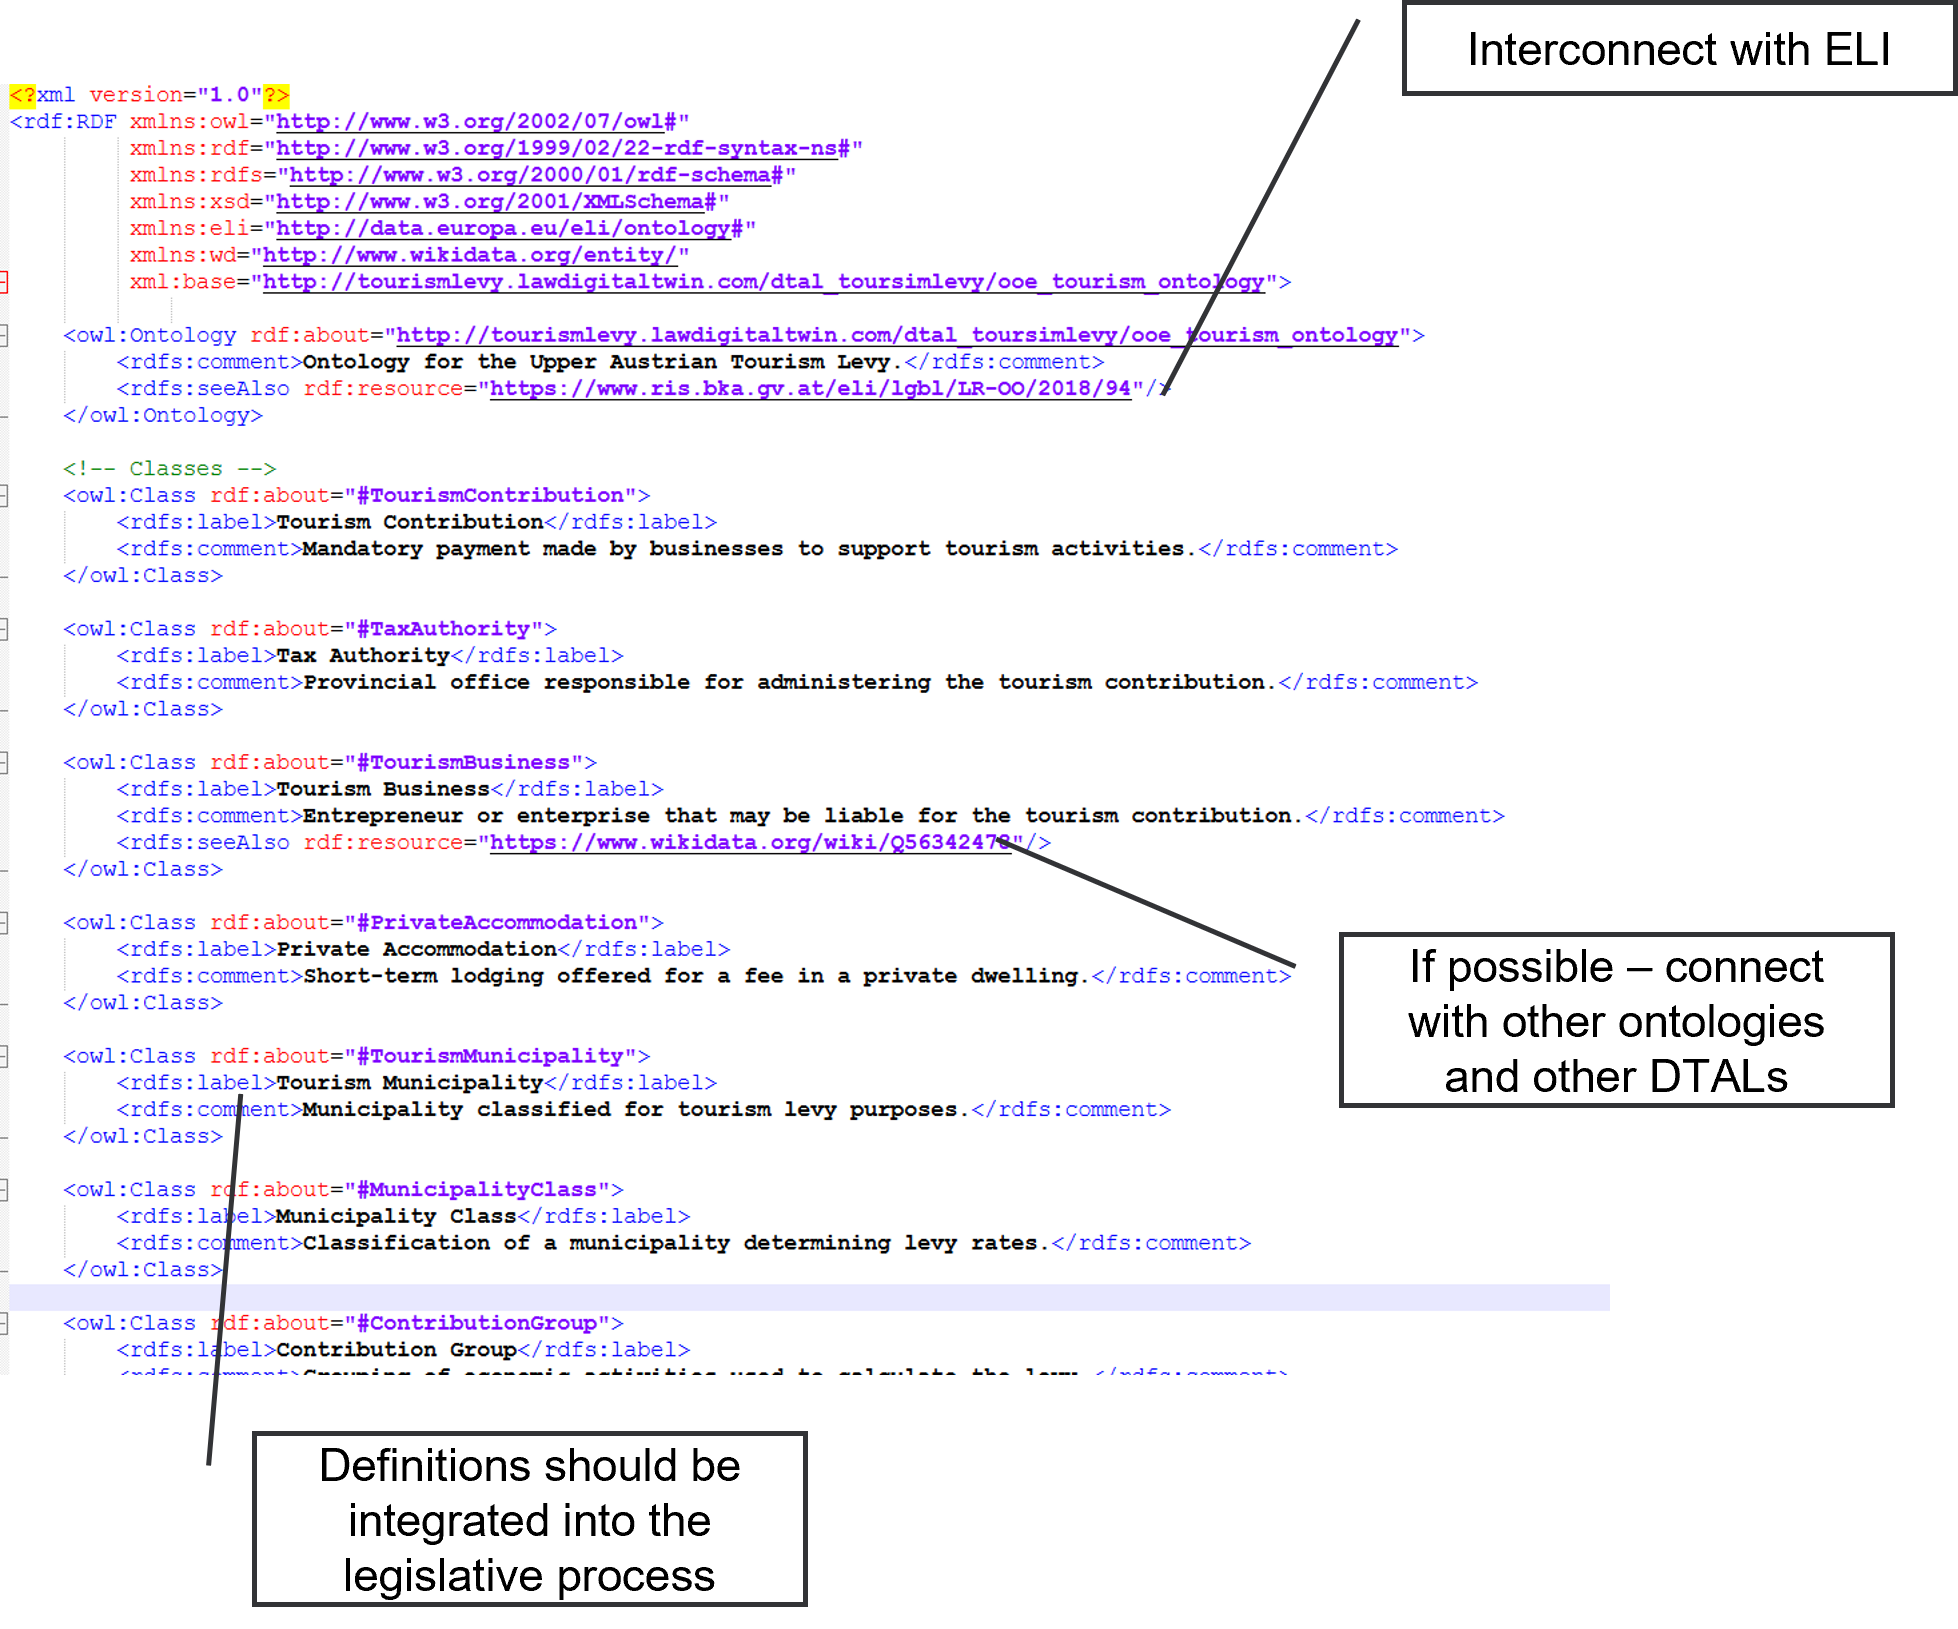 Interconnect with ELI
<?xml version="1.0"?>
<rdf:RDF xmlns:owl="http://www.w3.org/2002/07/owl#"
xmlns:rdf="http://www.w3.org/1999/02/22-rdf-syntax-ns#"
xmlns:rdfs="http://www.w3.org/2000/01/rdf-schema#"
xmlns:xsd="http://www.w3.org/2001/XMLSchema#"
xmlns:eli="http://data.europa.eu/eli/ontology#"
xmlns:wd="http://www.wikidata.org/entity/"
xml:base="http://tourismlevy.lawdigitaltwin.com/dtal_toursimlevy/ooe_tourism_ontology">
<owl:Ontology rdf:about="http://tourismlevy.lawdigitaltwin.com/dtal_toursimlevy/ooe_tourism_ontology">
<rdfs:comment>Ontology for the Upper Austrian Tourism Levy.</rdfs:comment>
<rdfs:seeAlso rdf:resource="https://www.ris.bka.gv.at/eli/lgbl/LR-OO/2018/94"/>
</owl:Ontology>
<!-- Classes -->
<owl:Class rdf:about="#TourismContribution">
<rdfs:label>Tourism Contribution</rdfs:label>
<rdfs:comment>Mandatory payment made by businesses to support tourism activities.</rdfs:comment>
</owl:Class>
<owl:Class rdf:about="#TaxAuthority">
<rdfs:label>Tax Authority</rdfs:label>
<rdfs:comment>Provincial office responsible for administering the tourism contribution.</rdfs:comment>
</owl:Class>
<owl:Class rdf:about="#TourismBusiness">
<rdfs:label>Tourism Business</rdfs:label>
<rdfs:comment>Entrepreneur or enterprise that may be liable for the tourism contribution.</rdfs:comment>
<rdfs:seeAlso rdf:resource="https://www.wikidata.org/wiki/Q56342478"/>
</owl:Class>
<owl:Class rdf:about="#PrivateAccommodation">
<rdfs:label>Private Accommodation</rdfs:label>
<rdfs:comment>Short-term lodging offered for a fee in a private dwelling.</rdfs:comment>
</owl:Class>
If possible – connect
with other ontologies
and other DTALs
<owl:Class rdf:about="#TourismMunicipality">
<rdfs:label>Tourism Municipality</rdfs:label>
<rdfs:comment>Municipality classified for tourism levy purposes.</rdfs:comment>
</owl:Class>
<owl:Class rdf:about="#MunicipalityClass">
<rdfs:label>Municipality Class</rdfs:label>
<rdfs:comment>Classification of a municipality determining levy rates.</rdfs:comment>
</owl:Class>
<owl:Class rdf:about="#ContributionGroup">
<rdfs:label>Contribution Group</rdfs:label>
<rdfs:comment>Grouping of economic activities used to calculate the levy.</rdfs:comment>
Definitions should be
integrated into the
legislative process